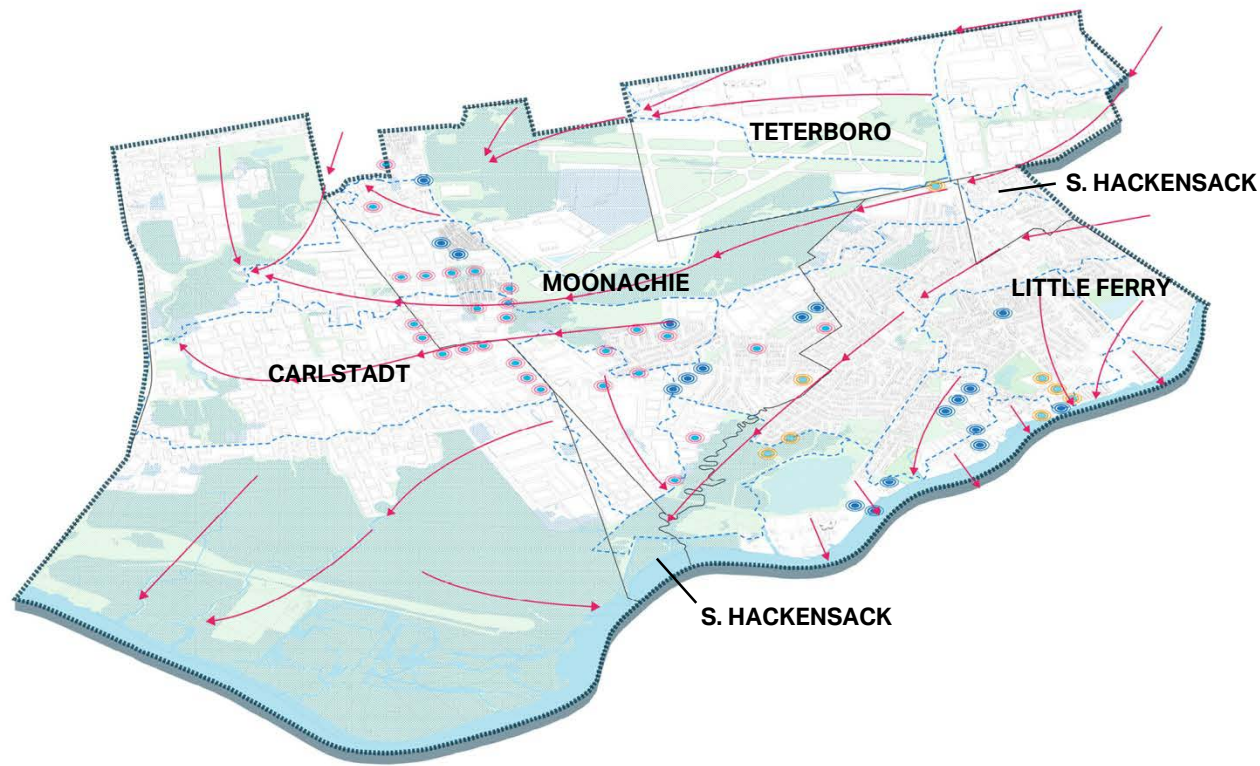 TETERBORO
S. HACKENSACK
MOONACHIE
LITTLE FERRY
CARLSTADT
S. HACKENSACK